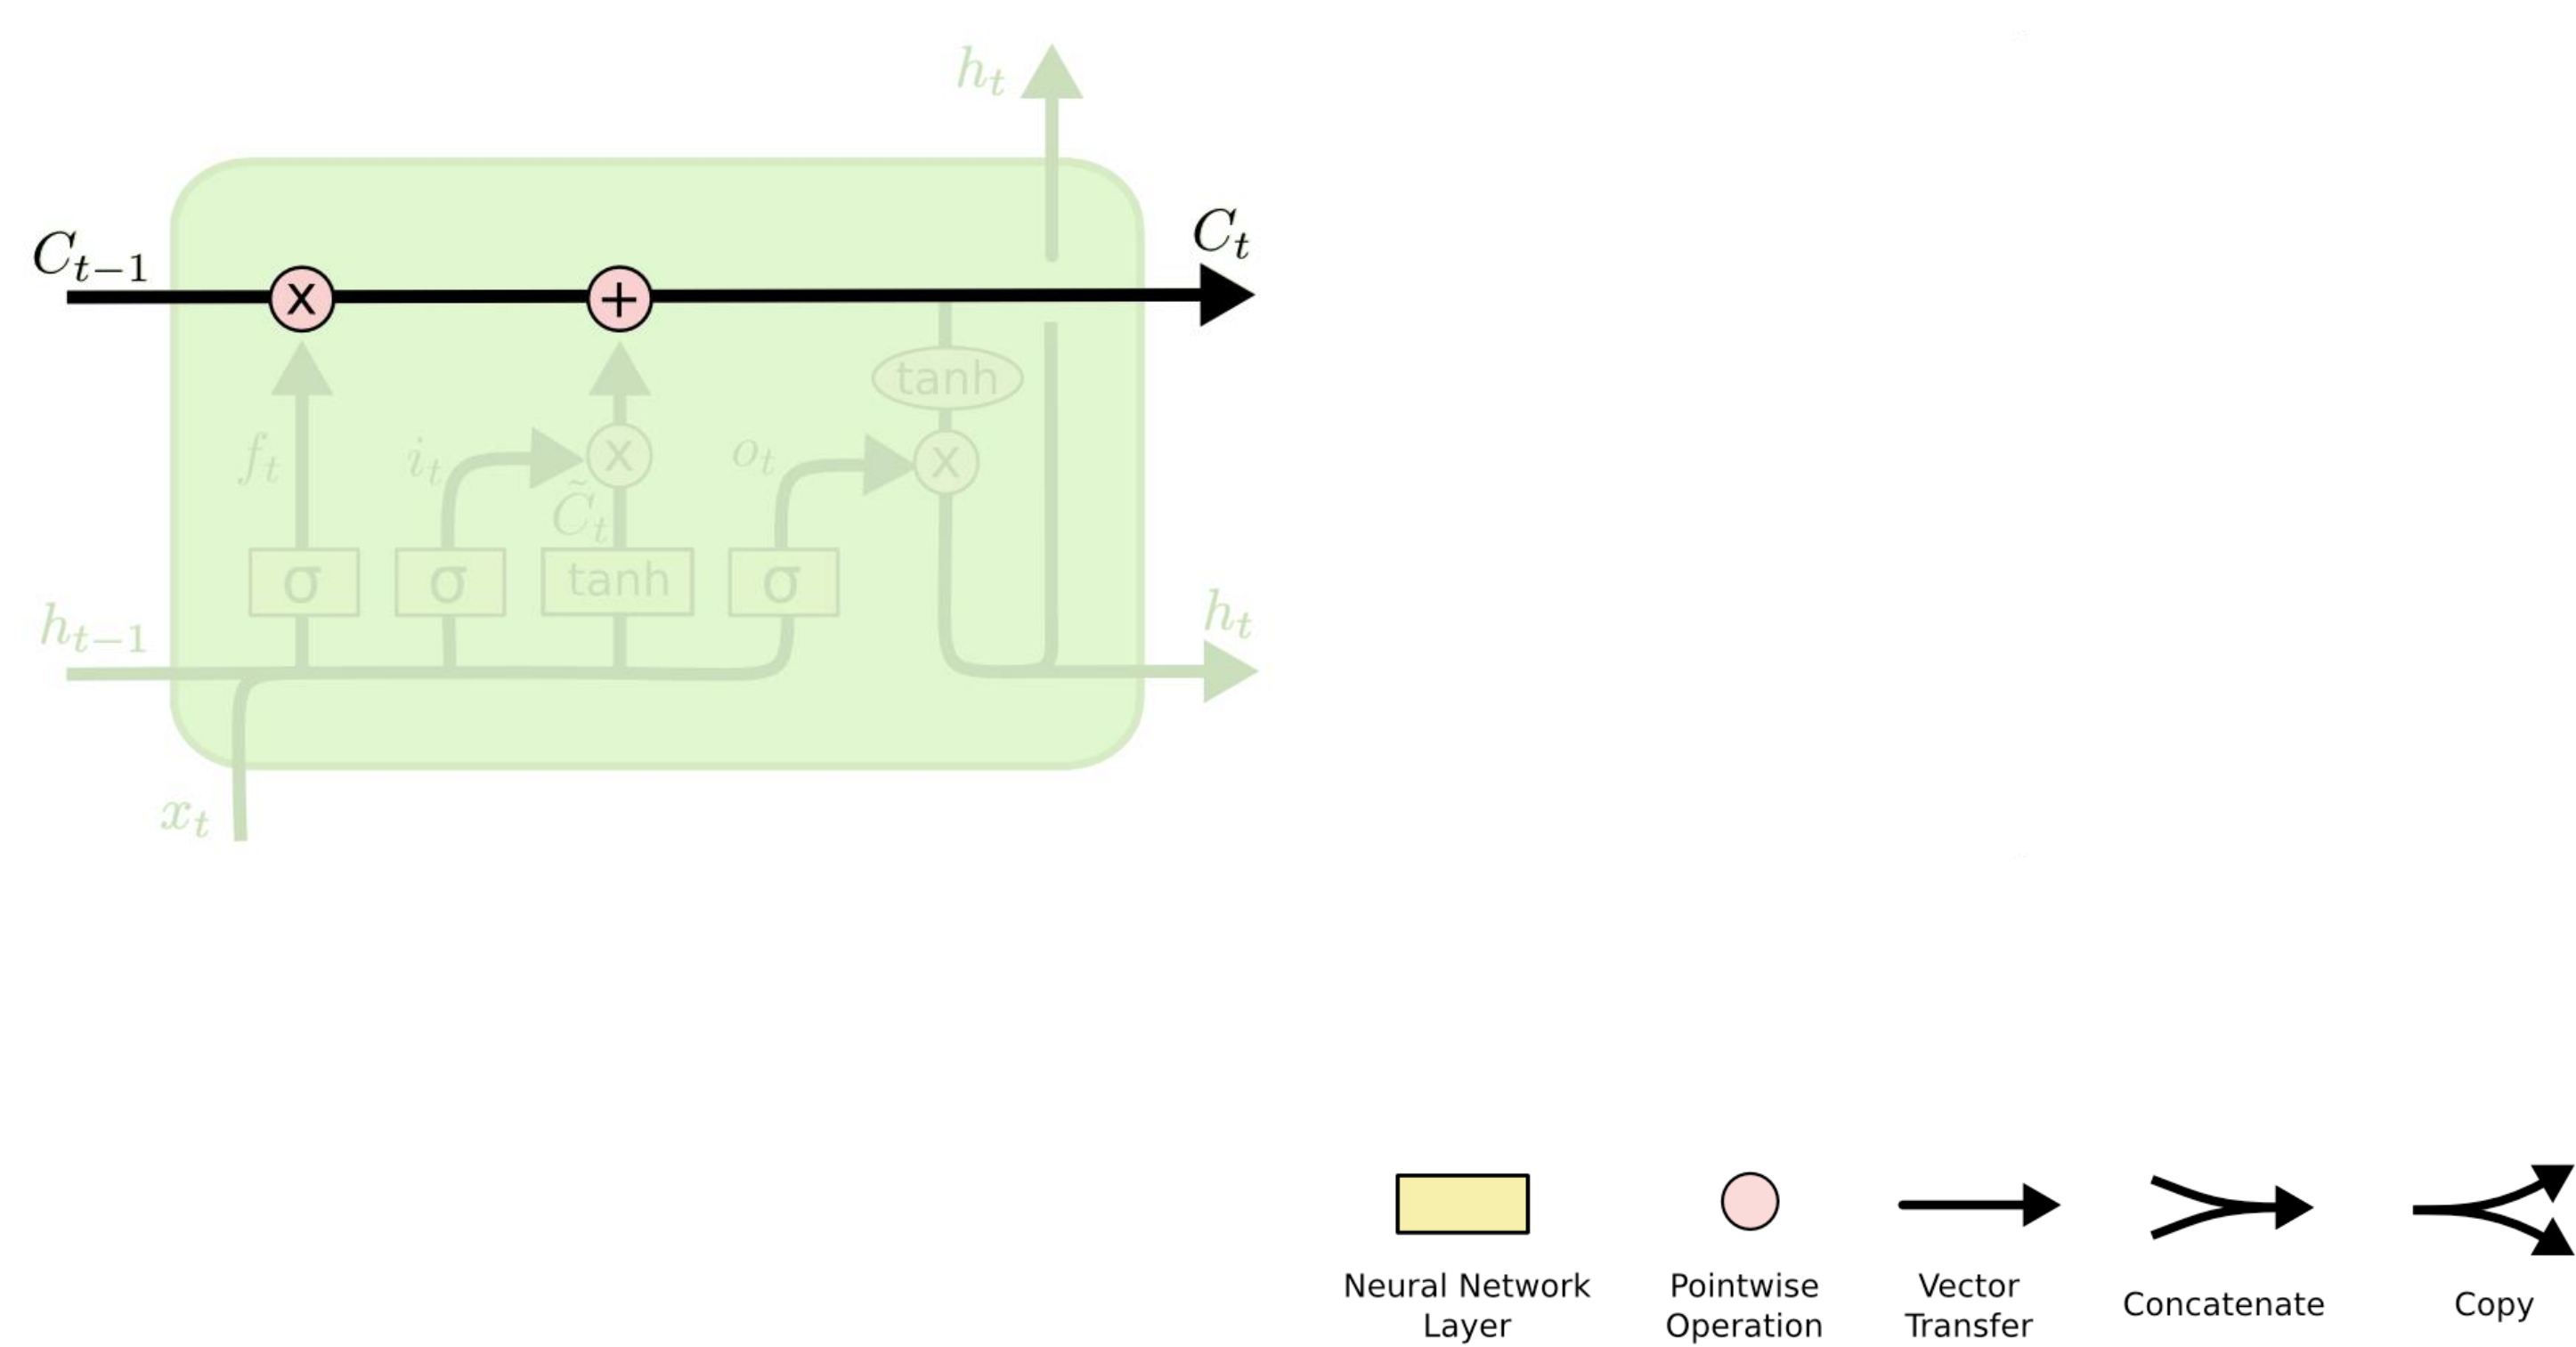 h_t
C_{t-1}
C_t
x +
tanh
f_t i_t x o_t x
C̃_t
σ σ tanh σ
h_{t-1} h_t
x_t
Neural Network
Layer
Pointwise
Operation
Vector
Transfer
Concatenate
Copy